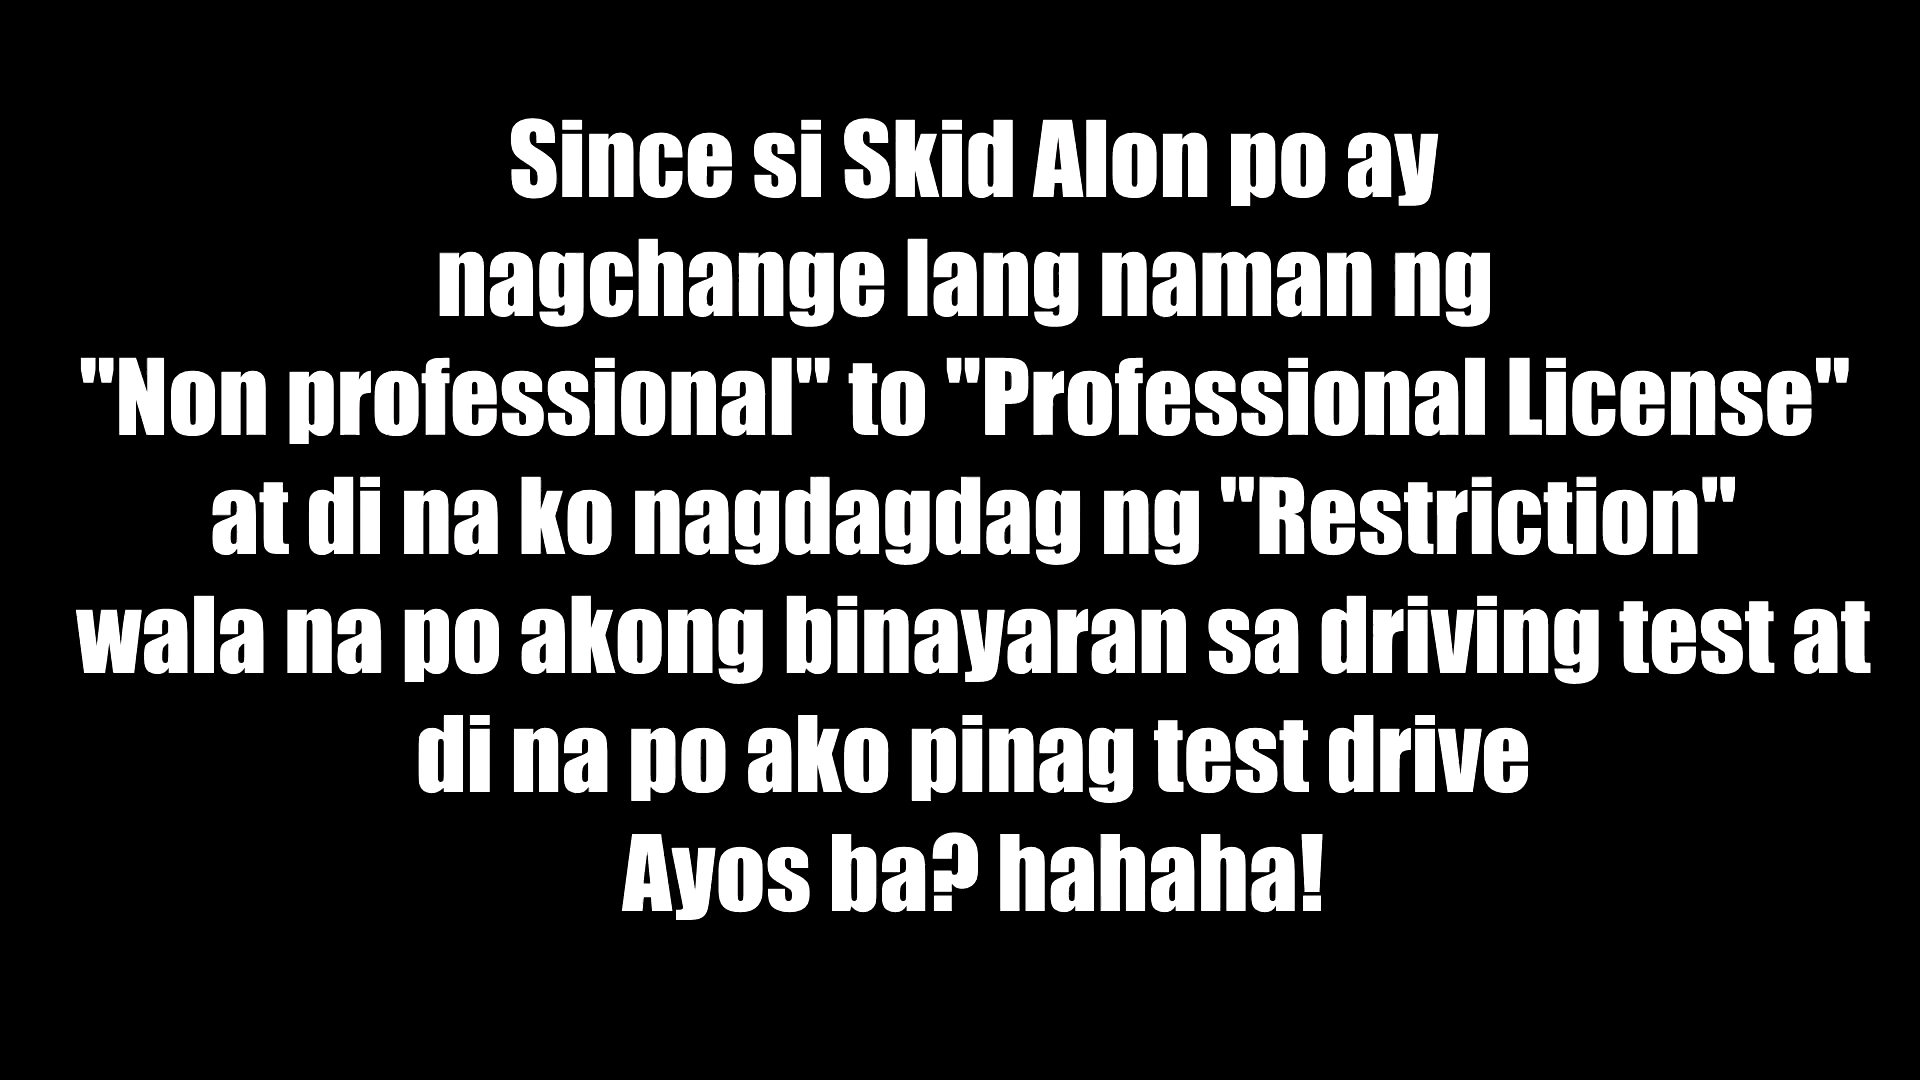 Since si Skid Alon po ay
nagchange lang naman ng
"Non professional" to "Professional License"
at di na ko nagdagdag ng "Restriction"
wala na po akong binayaran sa driving test at
di na po ako pinag test drive
Ayos ba? hahaha!